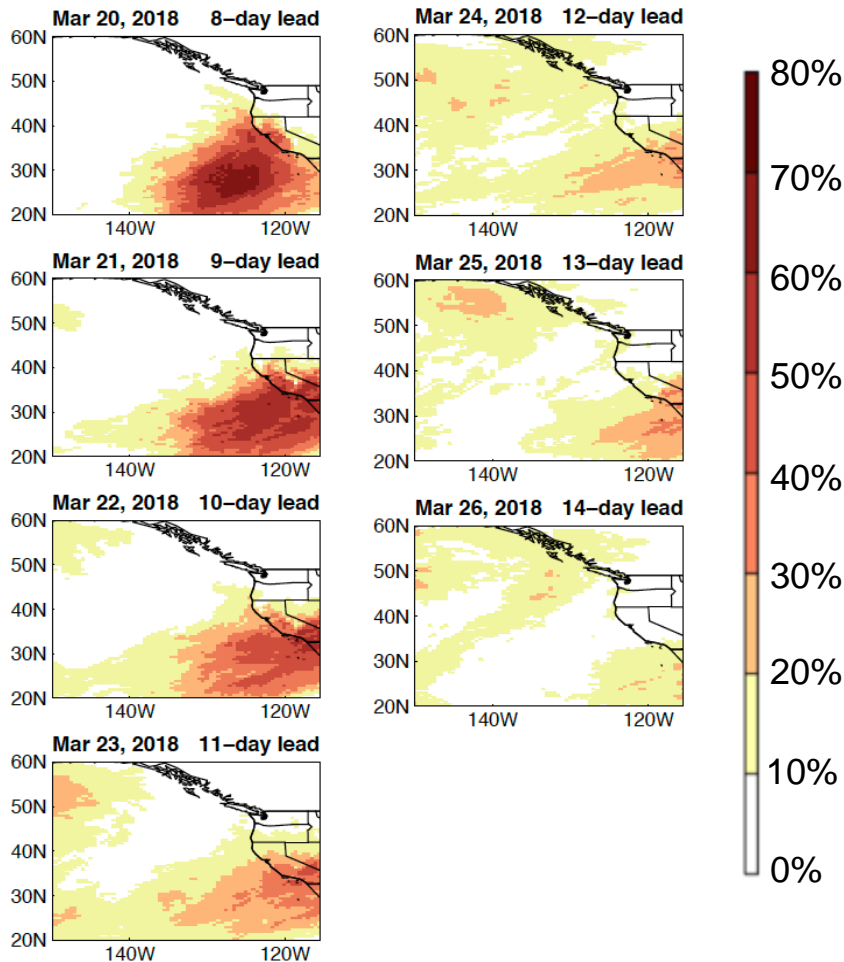 Mar 20, 2018 8−day lead
60N
50N
40N
30N
20N
140W 120W
Mar 21, 2018 9−day lead
60N
50N
40N
30N
20N
140W 120W
Mar 22, 2018 10−day lead
60N
50N
40N
30N
20N
140W 120W
Mar 23, 2018 11−day lead
60N
50N
40N
30N
20N
140W 120W
Mar 24, 2018 12−day lead
60N
50N
40N
30N
20N
140W 120W
Mar 25, 2018 13−day lead
60N
50N
40N
30N
20N
140W 120W
Mar 26, 2018 14−day lead
60N
50N
40N
30N
20N
140W 120W
80%
70%
60%
50%
40%
30%
20%
10%
0%